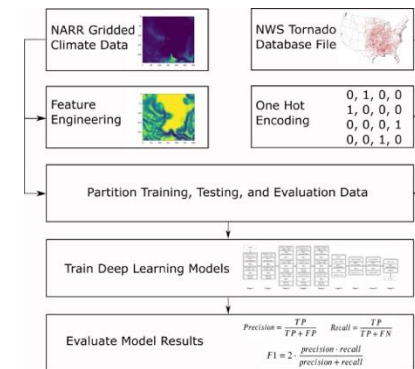 NARR Gridded
Climate Data
NWS Tornado
Database File
Feature
Engineering
One Hot
Encoding
0, 1, 0, 0
1, 0, 0, 0
0, 0, 0, 1
0, 0, 1, 0
Partition Training, Testing, and Evaluation Data
Train Deep Learning Models
Evaluate Model Results
Precision = TP / TP + FP
Recall = TP / TP + FN
F1 = 2 · precision · recall / precision + recall